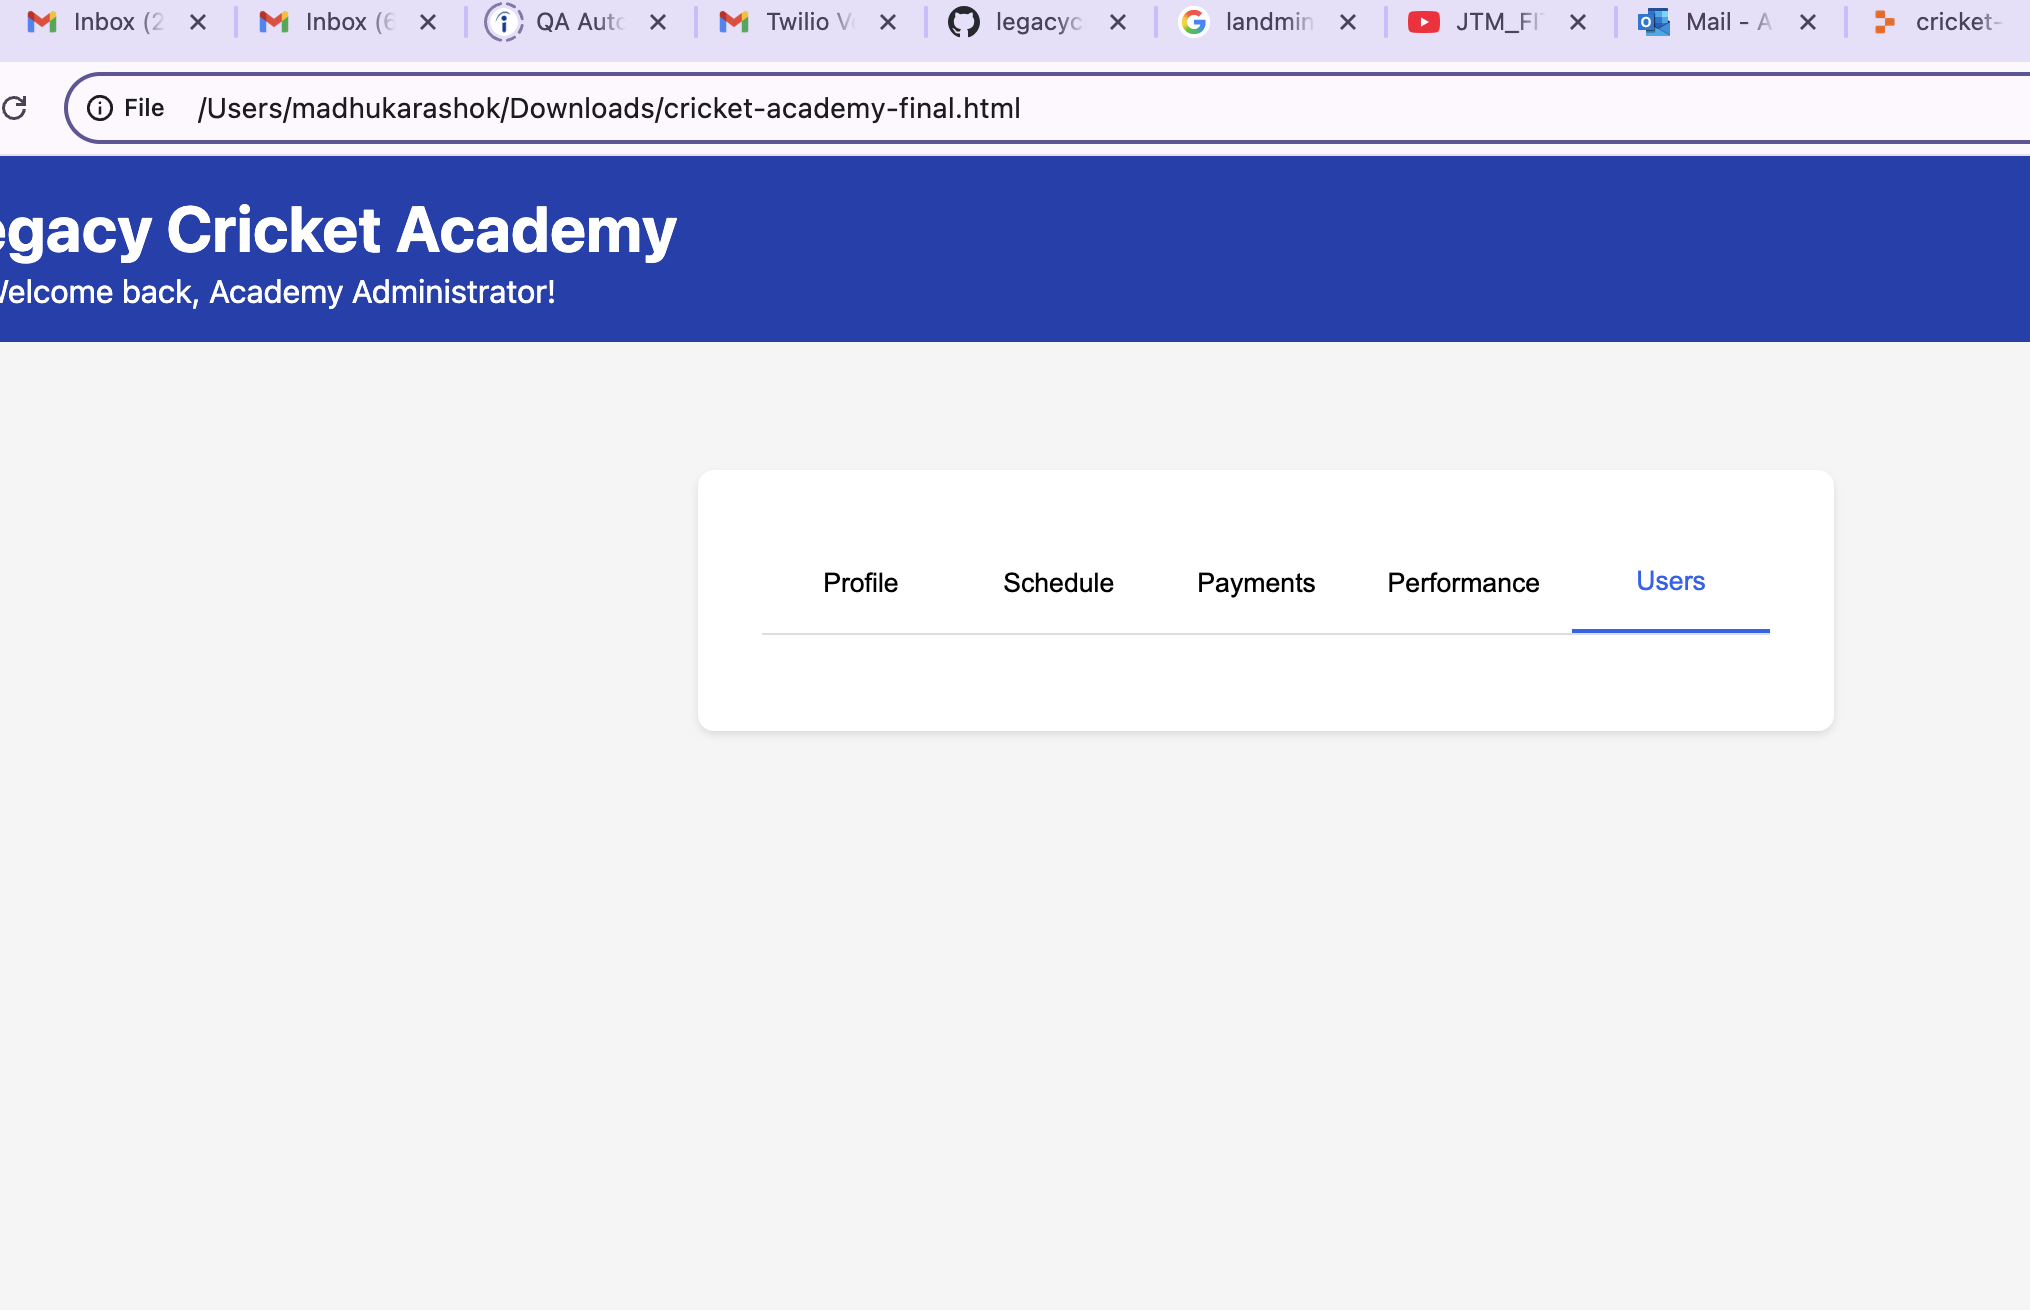 Inbox (2
Inbox (6
QA Auto
Twilio V
legacyc
landmin
JTM_FI
Mail - A
cricket-
File /Users/madhukarashok/Downloads/cricket-academy-final.html
egacy Cricket Academy
Welcome back, Academy Administrator!
Profile Schedule Payments Performance Users